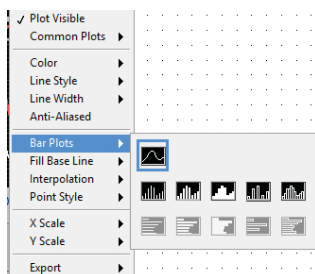 Plot Visible
Common Plots
Color
Line Style
Line Width
Anti-Aliased
Bar Plots
Fill Base Line
Interpolation
Point Style
X Scale
Y Scale
Export